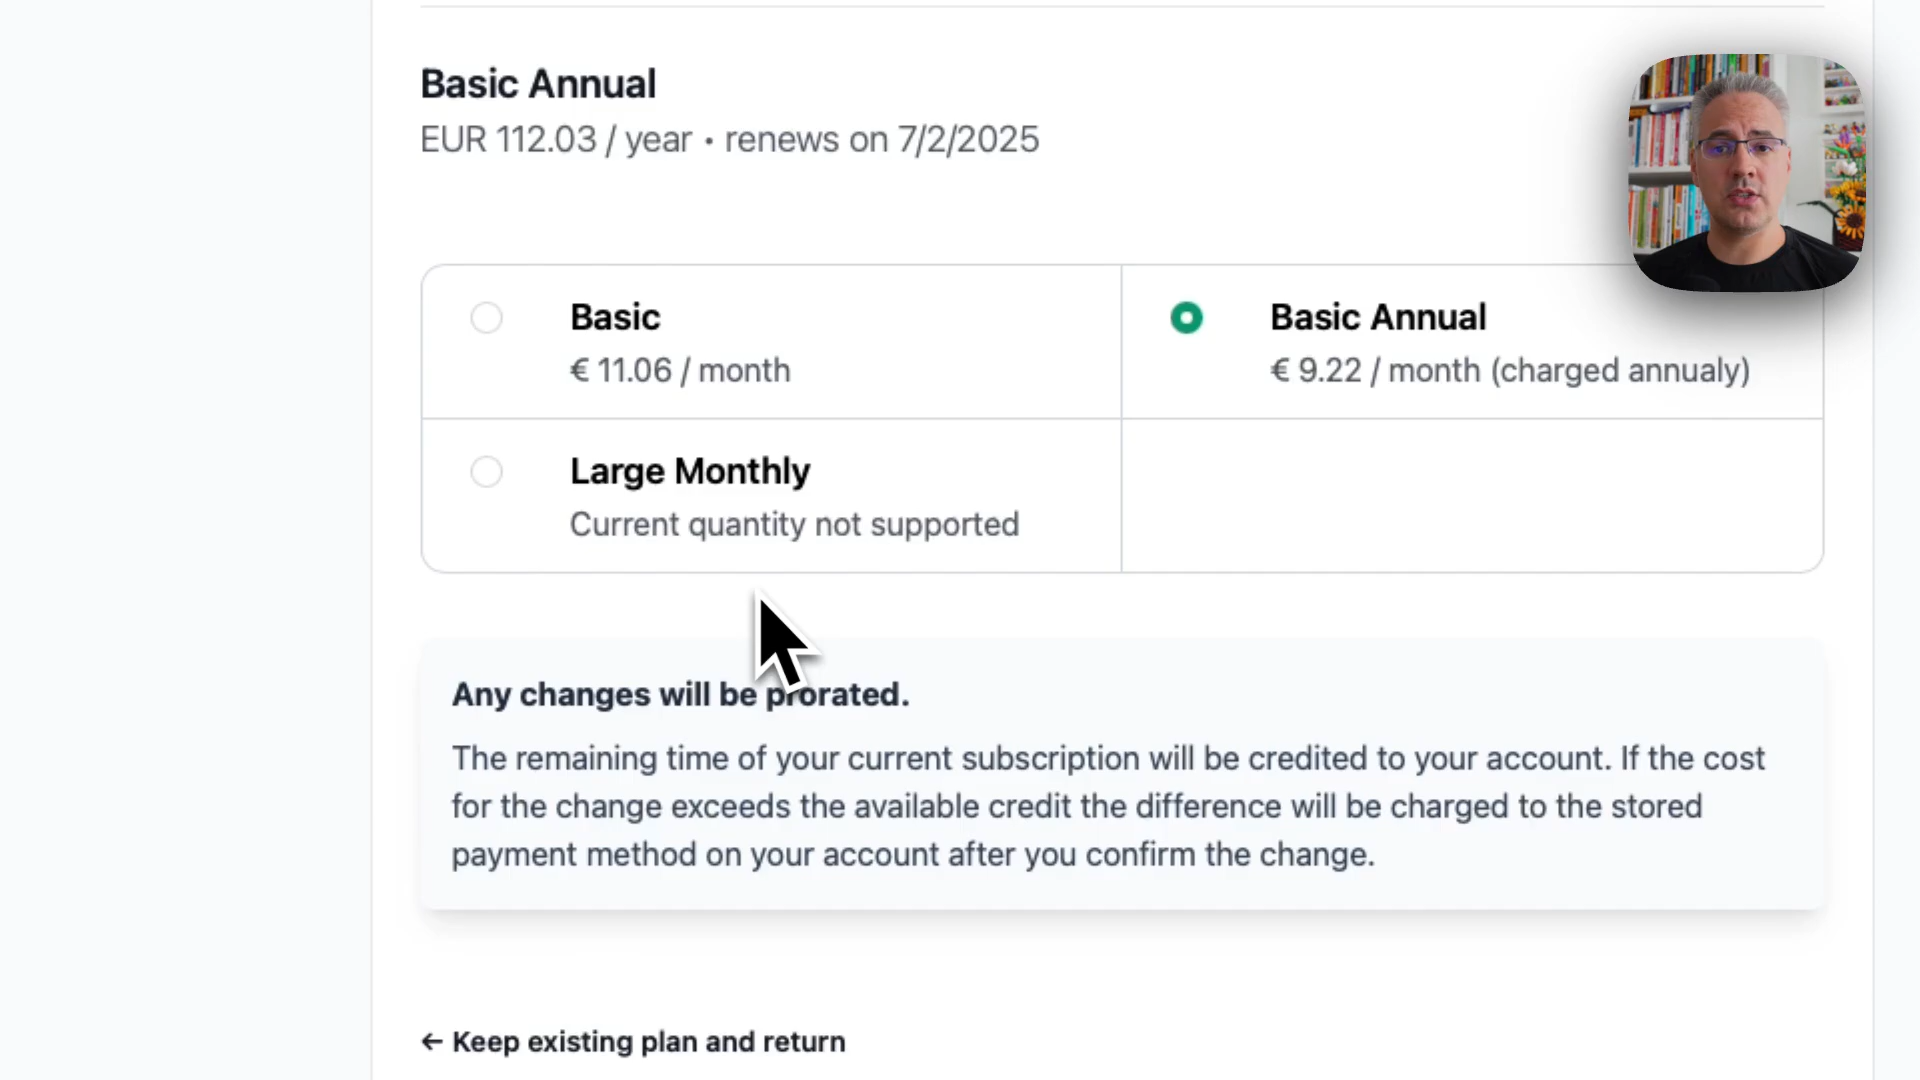 Basic Annual
EUR 112.03 / year • renews on 7/2/2025
Basic
€ 11.06 / month
Basic Annual
€ 9.22 / month (charged annualy)
Large Monthly
Current quantity not supported
Any changes will be prorated.
The remaining time of your current subscription will be credited to your account. If the cost
for the change exceeds the available credit the difference will be charged to the stored
payment method on your account after you confirm the change.
← Keep existing plan and return